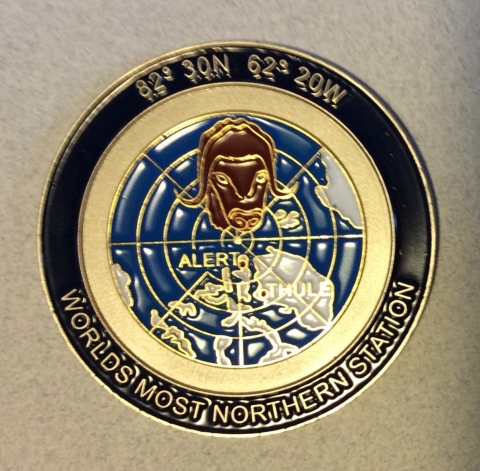 82° 30N 62° 20W
ALERT
THULE
WORLDS MOST NORTHERN STATION